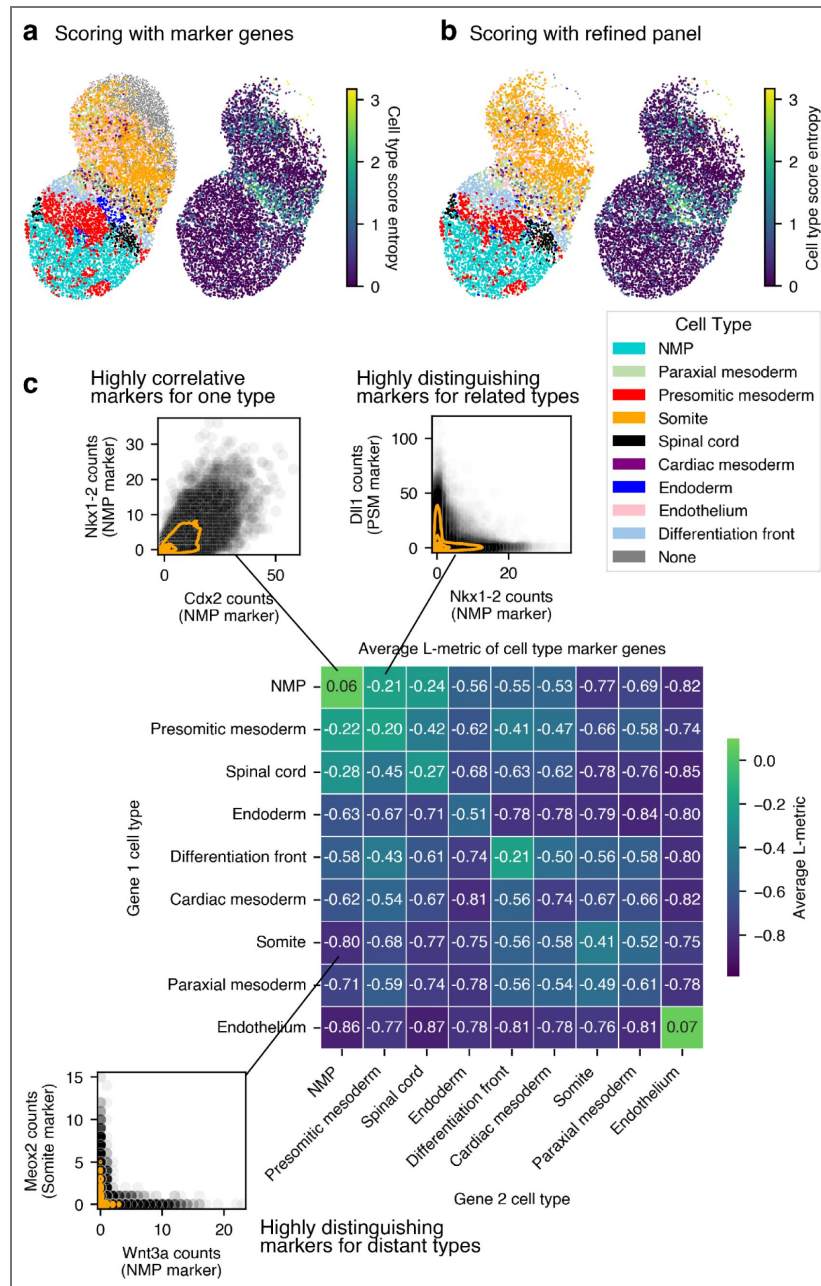 a Scoring with marker genes
3
2
1
0
Cell type score entropy
b Scoring with refined panel
3
2
1
0
Cell type score entropy
Cell Type
NMP
Paraxial mesoderm
Presomitic mesoderm
Somite
Spinal cord
Cardiac mesoderm
Endoderm
Endothelium
Differentiation front
None
c
Highly correlative
markers for one type
Nkx1-2 counts
(NMP marker)
30
20
10
0
0 50
Cdx2 counts
(NMP marker)
Highly distinguishing
markers for related types
Dll1 counts
(PSM marker)
100
50
0
0 20
Nkx1-2 counts
(NMP marker)
Average L-metric of cell type marker genes
Gene 1 cell type
NMP 0.06 -0.21 -0.24 -0.56 -0.55 -0.53 -0.77 -0.69 -0.82
Presomitic mesoderm -0.22 -0.20 -0.42 -0.62 -0.41 -0.47 -0.66 -0.58 -0.74
Spinal cord -0.28 -0.45 -0.27 -0.68 -0.63 -0.62 -0.78 -0.76 -0.85
Endoderm -0.63 -0.67 -0.71 -0.51 -0.78 -0.78 -0.79 -0.84 -0.80
Differentiation front -0.58 -0.43 -0.61 -0.74 -0.21 -0.50 -0.56 -0.58 -0.80
Cardiac mesoderm -0.62 -0.54 -0.67 -0.81 -0.56 -0.74 -0.67 -0.66 -0.82
Somite -0.80 -0.68 -0.77 -0.75 -0.56 -0.58 -0.41 -0.52 -0.75
Paraxial mesoderm -0.71 -0.59 -0.74 -0.78 -0.56 -0.54 -0.49 -0.61 -0.78
Endothelium -0.86 -0.77 -0.87 -0.78 -0.81 -0.78 -0.76 -0.81 0.07
NMP
Presomitic mesoderm
Spinal cord
Endoderm
Differentiation front
Cardiac mesoderm
Somite
Paraxial mesoderm
Endothelium
Gene 2 cell type
0.0
−0.2
−0.4
−0.6
−0.8
Average L-metric
Meox2 counts
(Somite marker)
15
10
5
0
0 10 20
Wnt3a counts
(NMP marker)
Highly distinguishing
markers for distant types